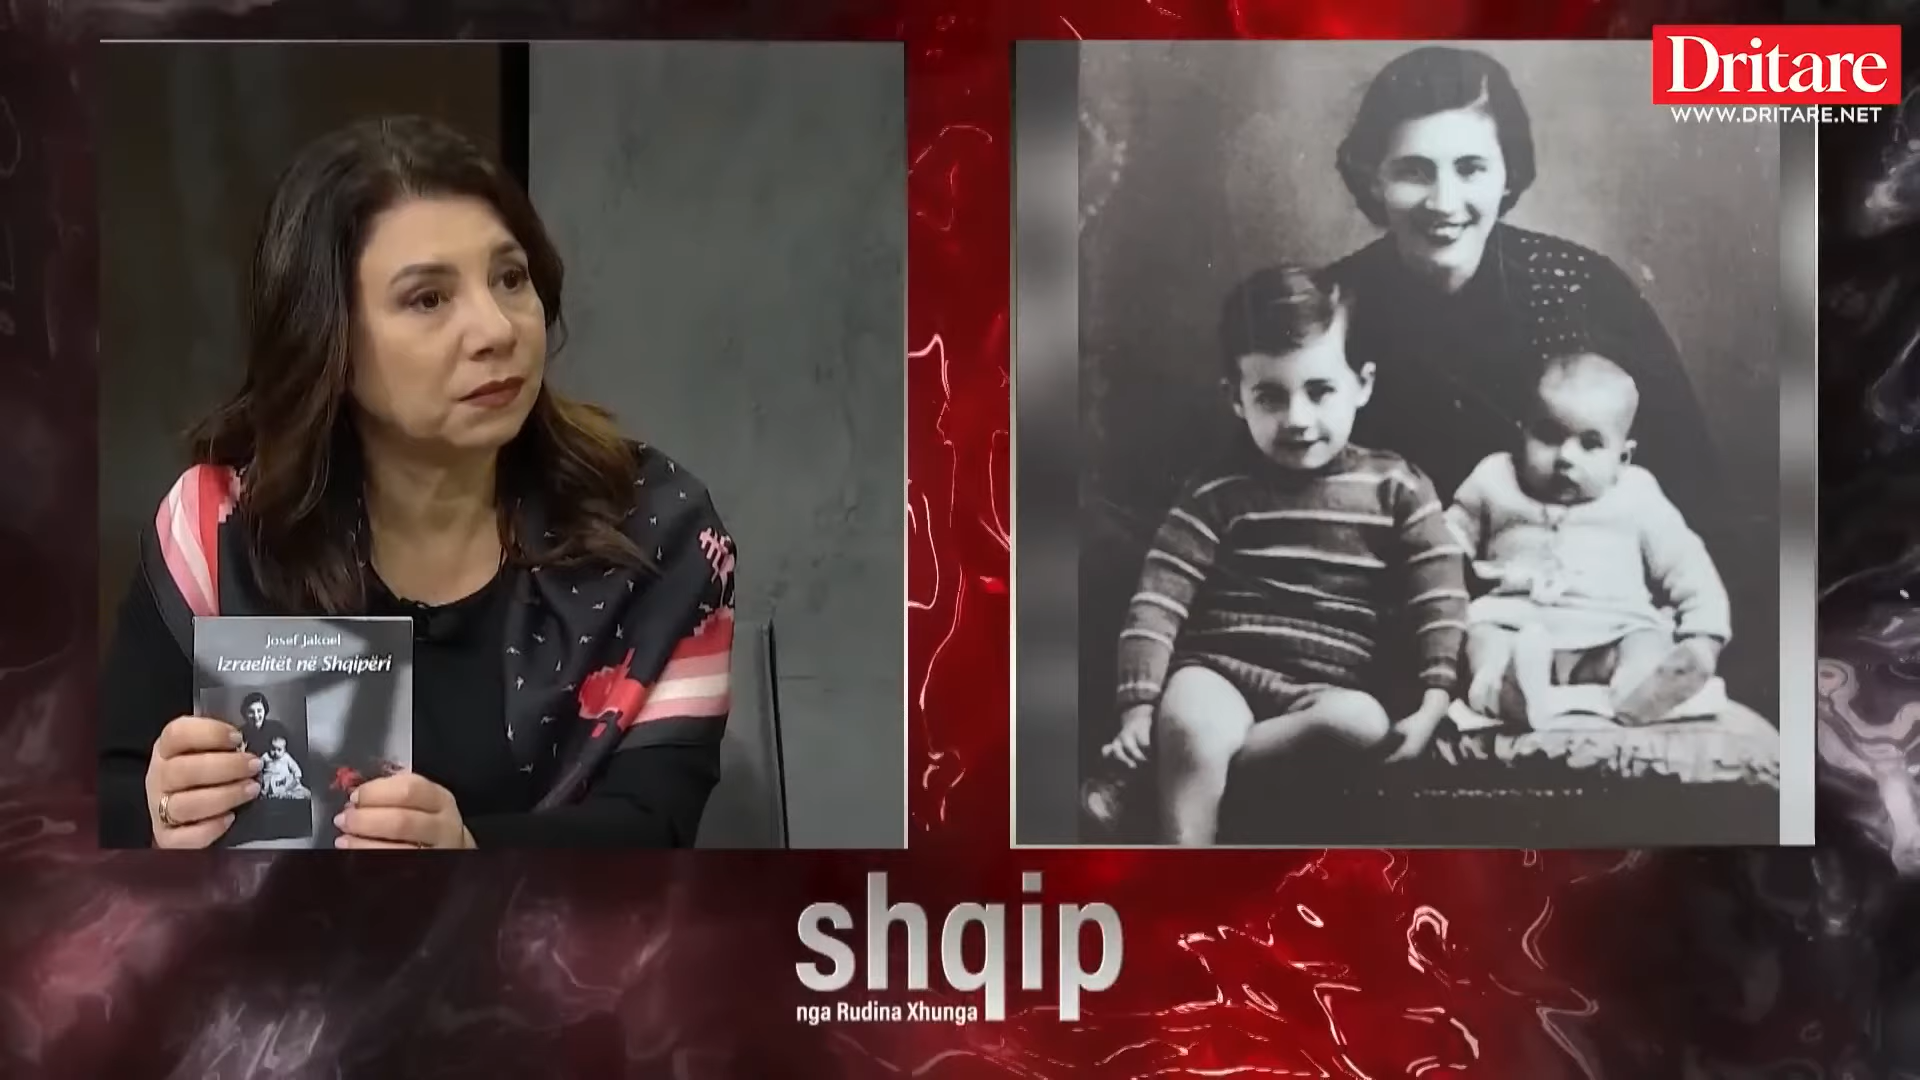 Dritare
WWW.DRITARE.NET
Josef Jakoel
Izraelitët në Shqipëri
shqip
nga Rudina Xhunga